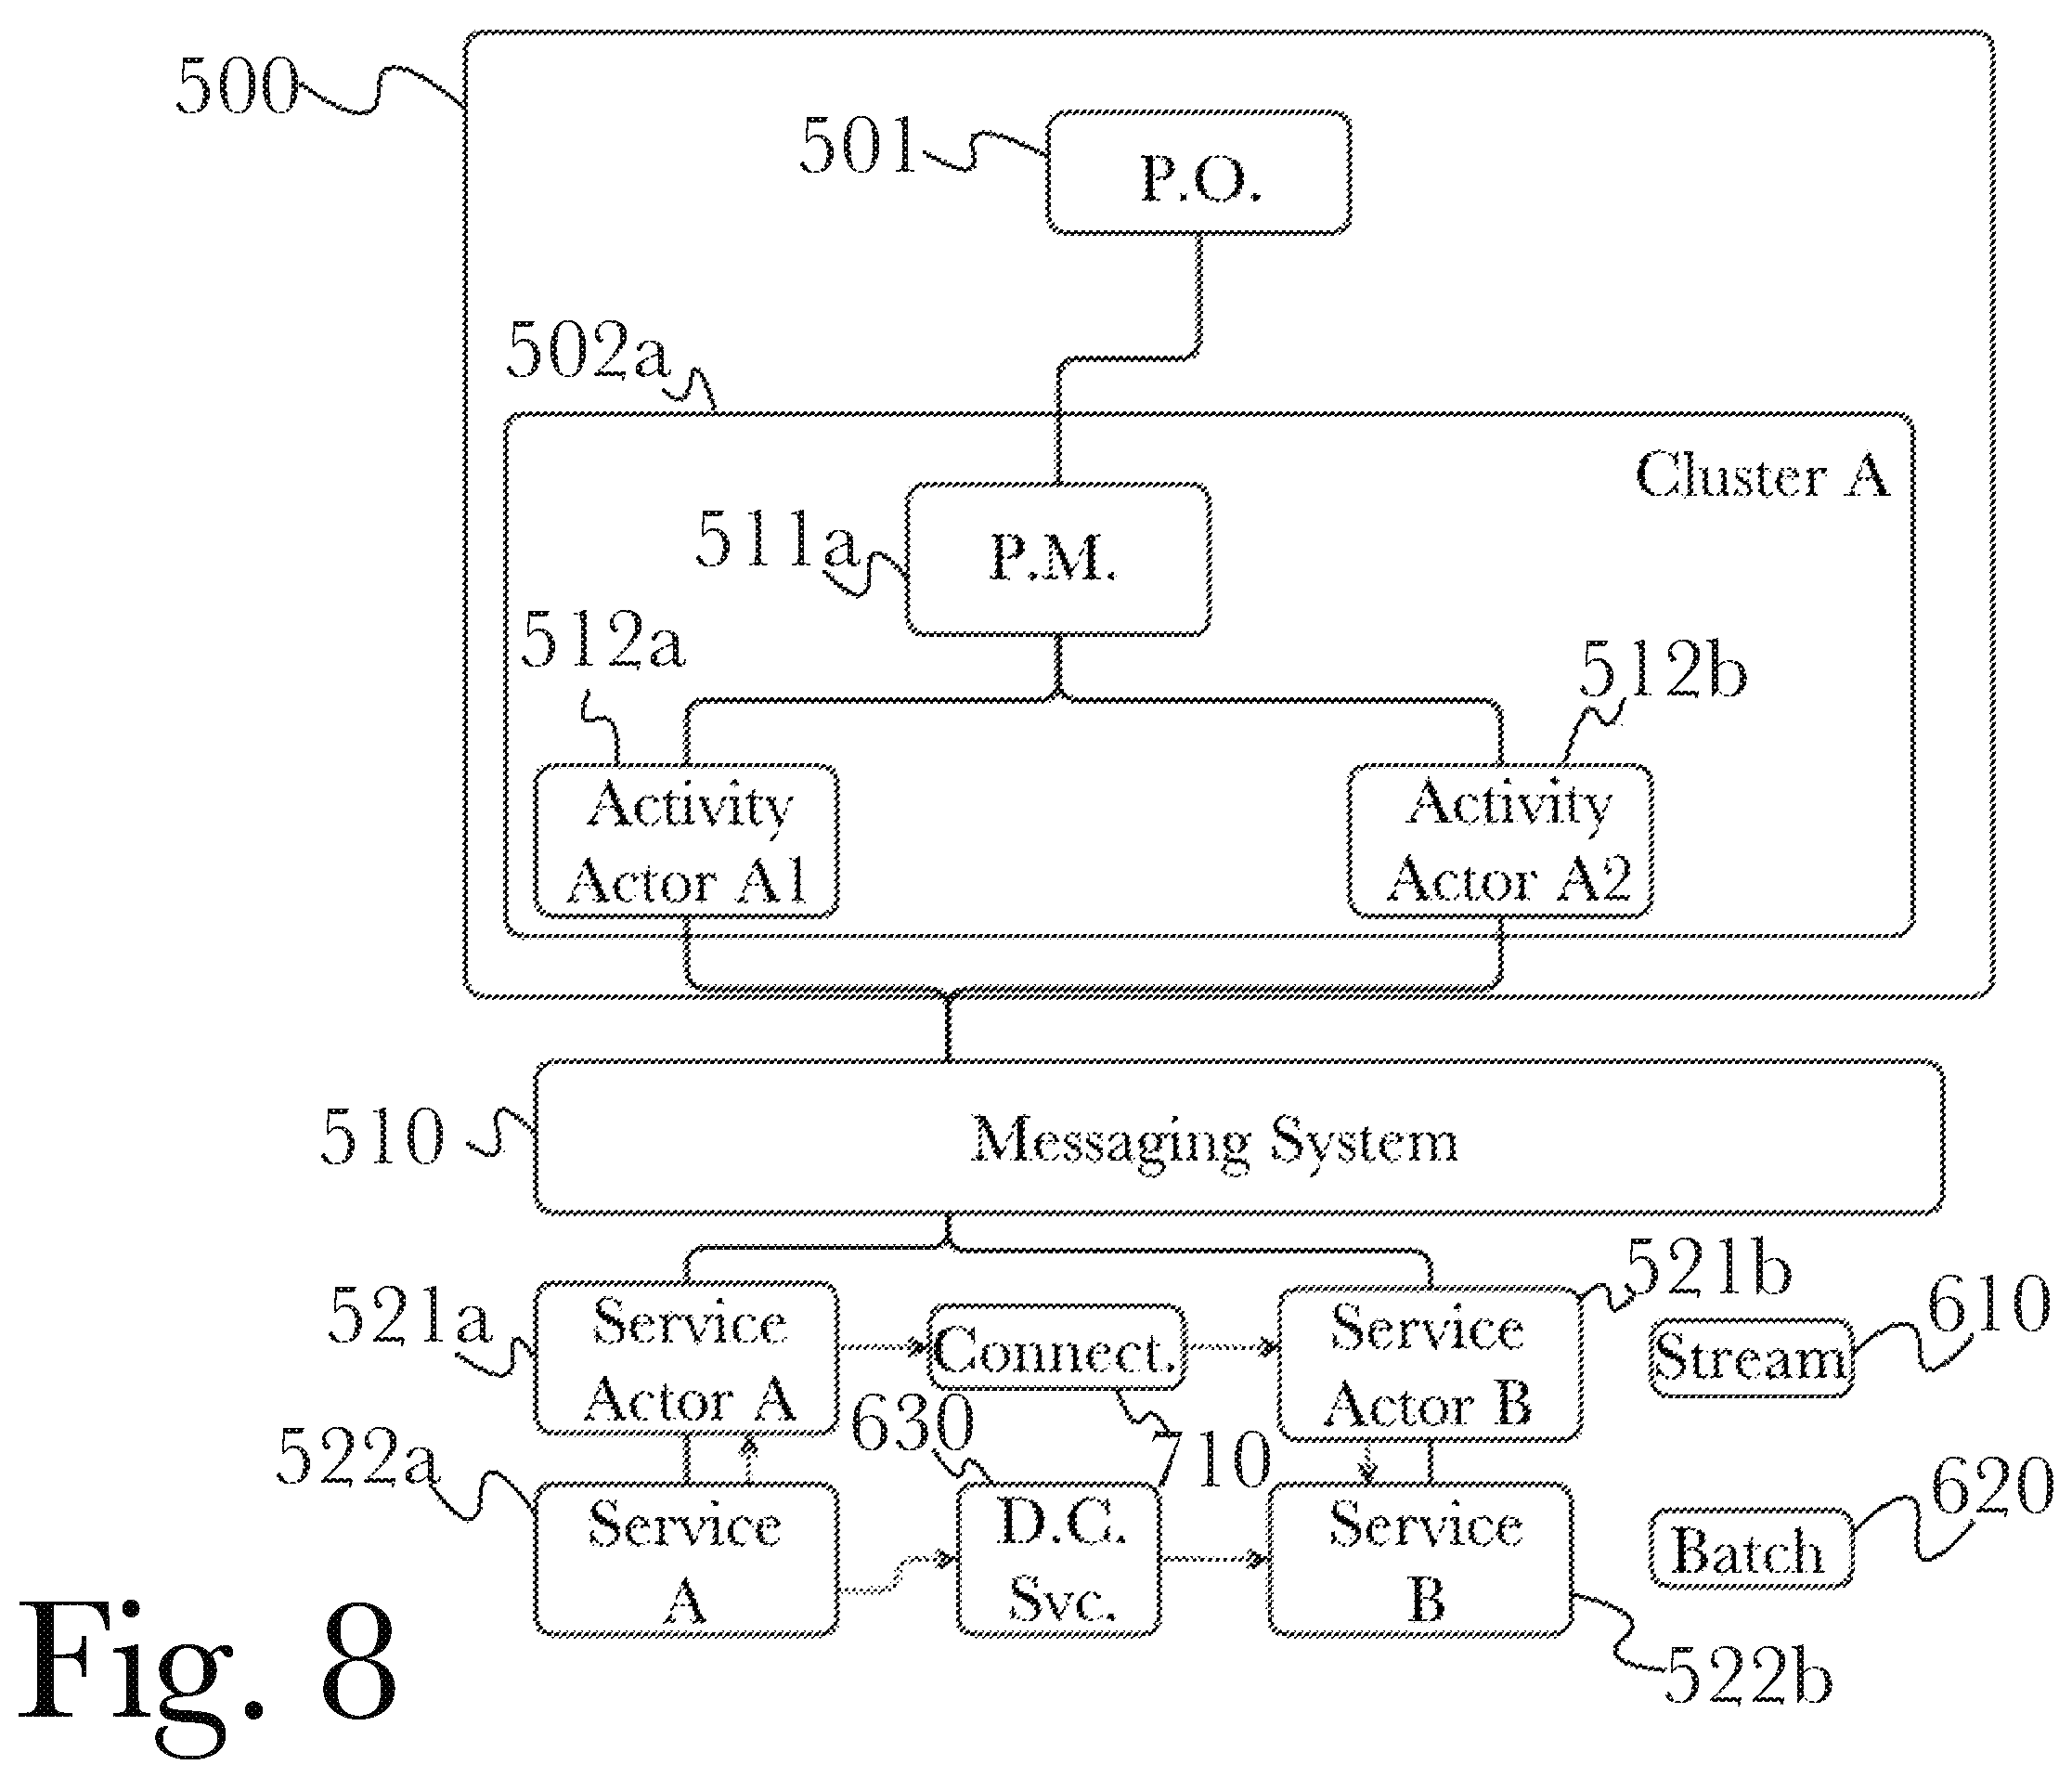 500
501
P.O.
502a
Cluster A
511a
P.M.
512a
512b
Activity
Actor A1
Activity
Actor A2
510
Messaging System
521a
Service
Actor A
Connect.
Service
Actor B
521b
Stream
610
522a
630
710
Service
A
D.C.
Svc.
Service
B
Batch
620
522b
Fig. 8